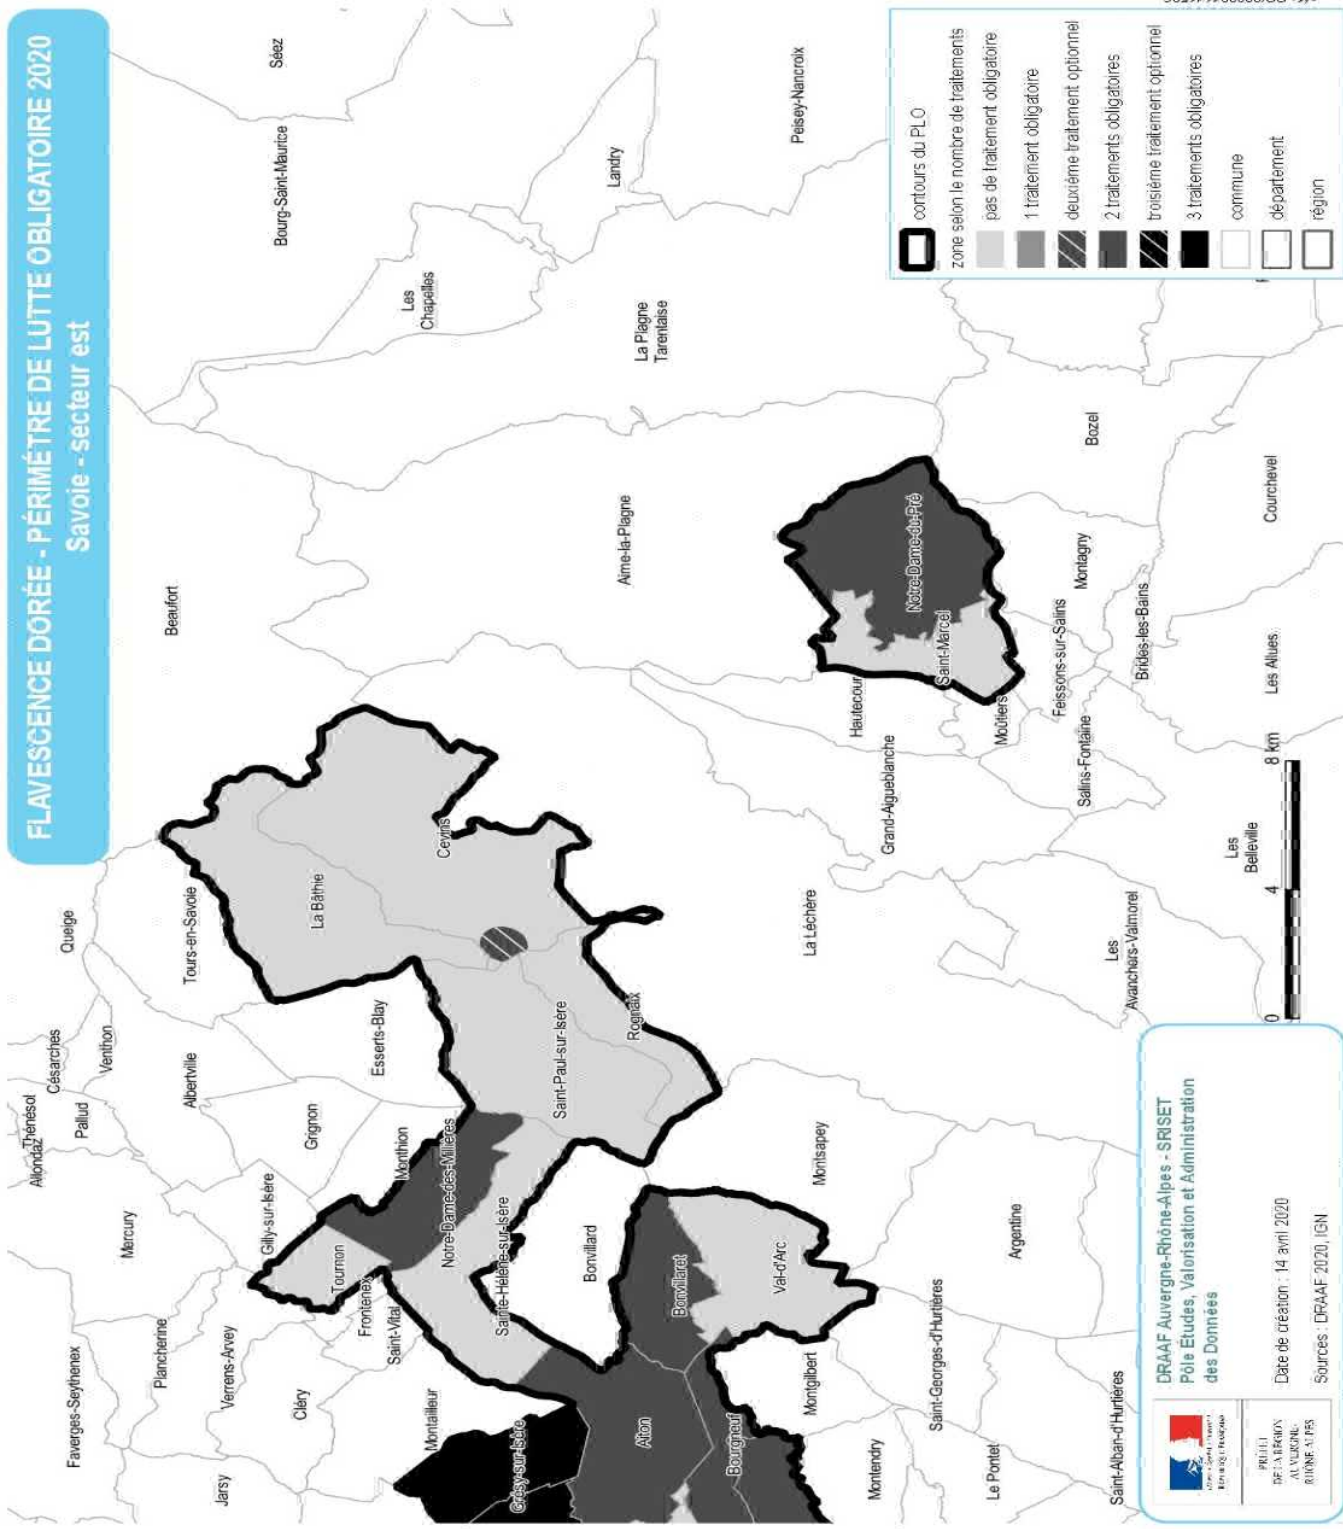 FLAVESCENCE DORÉE - PÉRIMÈTRE DE LUTTE OBLIGATOIRE 2020
Savoie - secteur est
Faverges-Seythenex
Plancherine
Verrens-Arvey
Jarsy
Cléry
Montailleur
Grésy-sur-Isère
Mercury
Allondaz
Thénésol
Pallud
Césarches
Venthon
Queige
Gilly-sur-Isère
Albertville
Grignon
Tours-en-Savoie
Tournon
Frontenex
Saint-Vital
Monthion
Notre-Dame-des-Millières
Sainte-Hélène-sur-Isère
Esserts-Blay
La Bâthie
Cevins
Saint-Paul-sur-Isère
Rognaix
Bonvillard
Bonvillaret
Aiton
Bourgneuf
Val-d'Arc
Montsapey
Montgilbert
Montendry
Argentine
Saint-Georges-d'Hurtières
Le Pontet
Saint-Alban-d'Hurtières
Beaufort
Bourg-Saint-Maurice
Séez
Les
Chapelles
Landry
Peisey-Nancroix
La Plagne
Tarentaise
Aime-la-Plagne
Notre-Dame-du-Pré
Saint-Marcel
Hautecour
Moûtiers
Grand-Aigueblanche
La Léchère
Salins-Fontaine
Feissons-sur-Salins
Montagny
Bozel
Brides-les-Bains
Courchevel
Les Allues
Les
Belleville
Les
Avanchers-Valmorel
0
4
8 km
contours du PLO
zone selon le nombre de traitements
pas de traitement obligatoire
1 traitement obligatoire
deuxième traitement optionnel
2 traitements obligatoires
troisième traitement optionnel
3 traitements obligatoires
commune
département
région
DRAAF Auvergne-Rhône-Alpes - SRISET
Pôle Etudes, Valorisation et Administration
des Données
PRÉFET
DE LA RÉGION
AUVERGNE-
RHÔNE-ALPES
Date de création : 14 avril 2020
Sources : DRAAF 2020, IGN